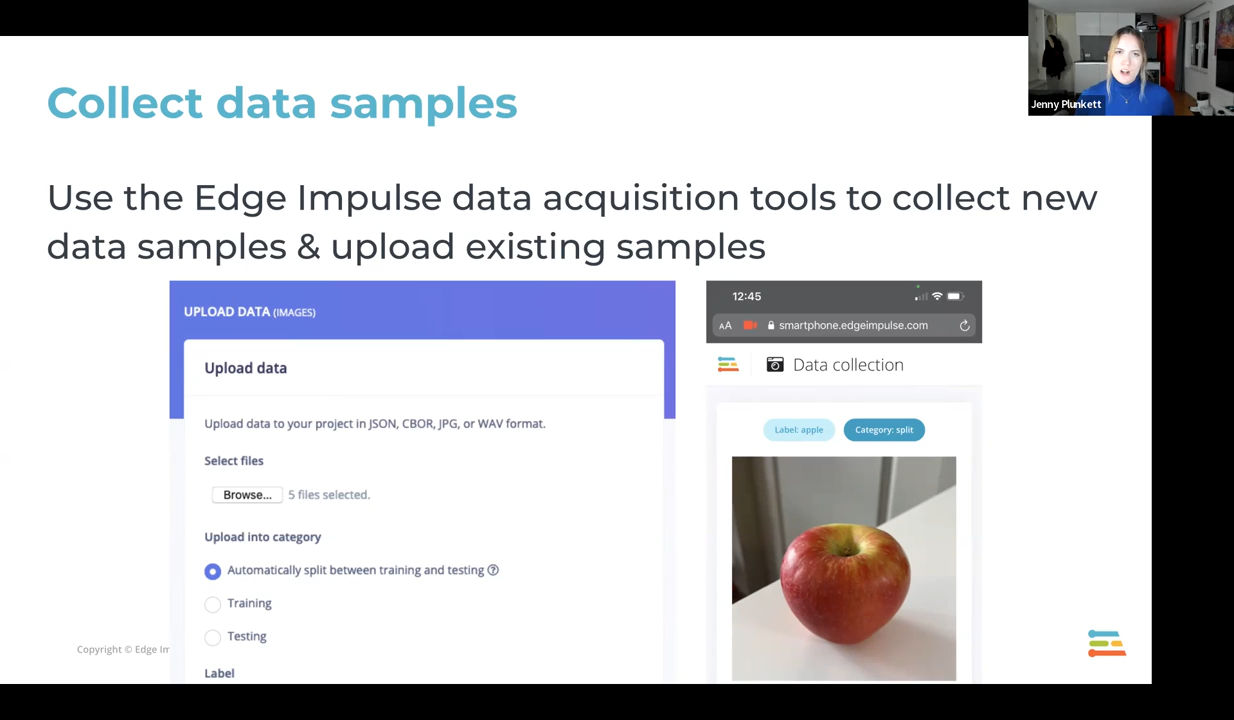 Collect data samples
Jenny Plunkett
Use the Edge Impulse data acquisition tools to collect new
data samples & upload existing samples
UPLOAD DATA (IMAGES)
Upload data
Upload data to your project in JSON, CBOR, JPG, or WAV format.
Select files
Browse... 5 files selected.
Upload into category
Automatically split between training and testing ?
Training
Testing
Label
12:45
AA smartphone.edgeimpulse.com
Data collection
Label: apple Category: split
Copyright © Edge Im